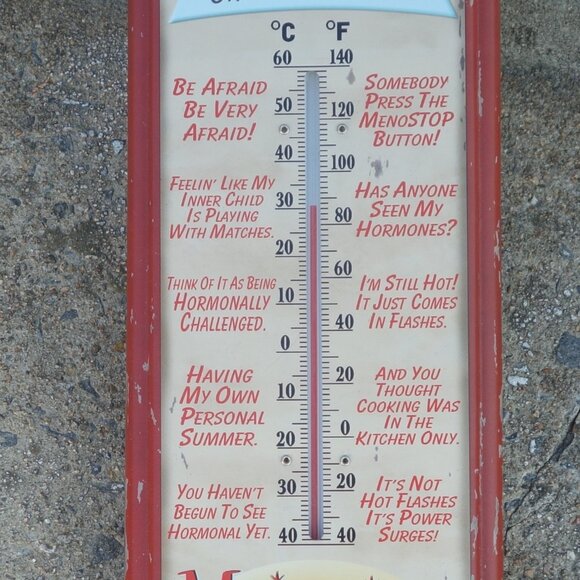 °C °F
60 140
BE AFRAID
BE VERY
AFRAID!
SOMEBODY
PRESS THE
MENOSTOP
BUTTON!
50 120
40 100
FEELIN' LIKE MY
INNER CHILD
IS PLAYING
WITH MATCHES.
HAS ANYONE
SEEN MY
HORMONES?
30 80
20 60
THINK OF IT AS BEING
HORMONALLY
CHALLENGED.
I'M STILL HOT!
IT JUST COMES
IN FLASHES.
10 40
0 20
HAVING
MY OWN
PERSONAL
SUMMER.
AND YOU
THOUGHT
COOKING WAS
IN THE
KITCHEN ONLY.
10 0
20 20
YOU HAVEN'T
BEGUN TO SEE
HORMONAL YET.
IT'S NOT
HOT FLASHES
IT'S POWER
SURGES!
30 40
40